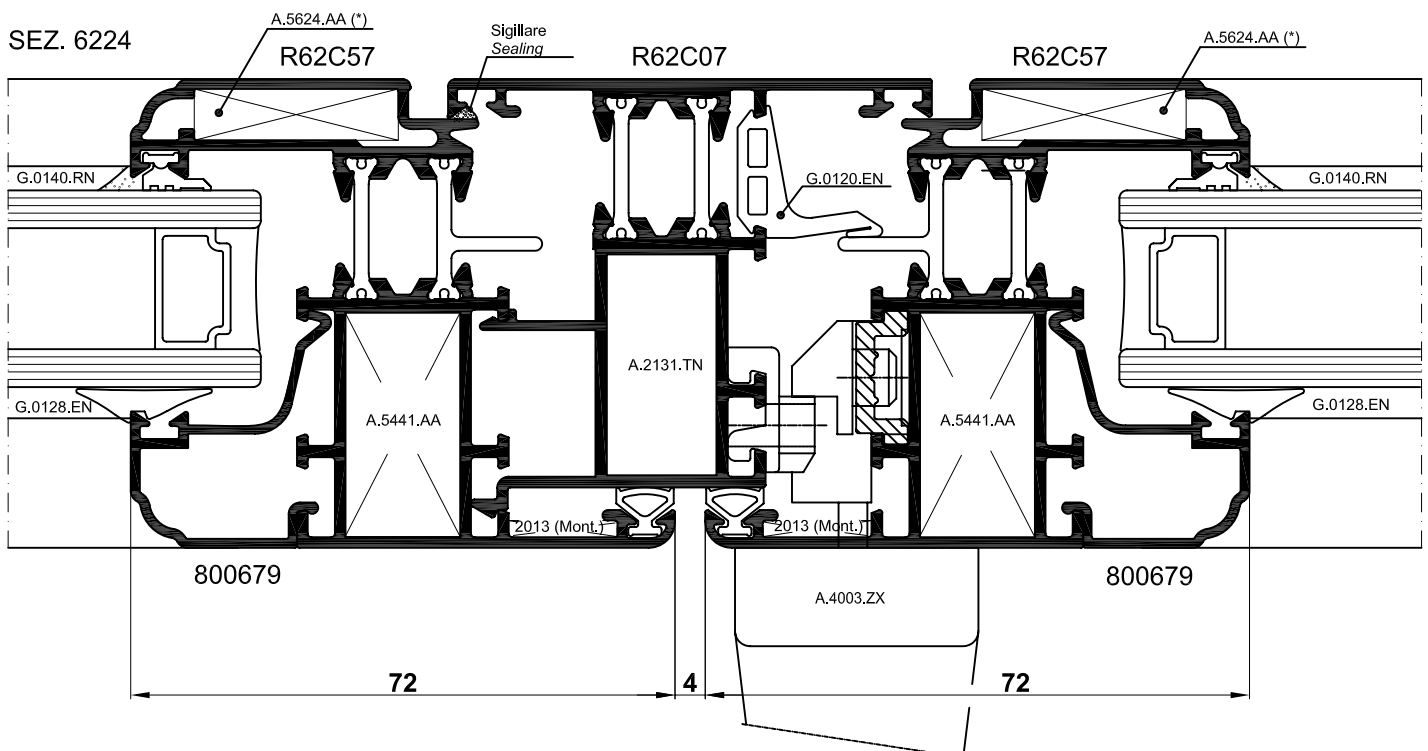 SEZ. 6224
A.5624.AA (*)
R62C57
Sigillare
Sealing
R62C07
R62C57
A.5624.AA (*)
G.0140.RN
G.0120.EN
G.0140.RN
A.2131.TN
G.0128.EN
A.5441.AA
A.5441.AA
G.0128.EN
2013 (Mont.)
2013 (Mont.)
800679
A.4003.ZX
800679
72
4
72